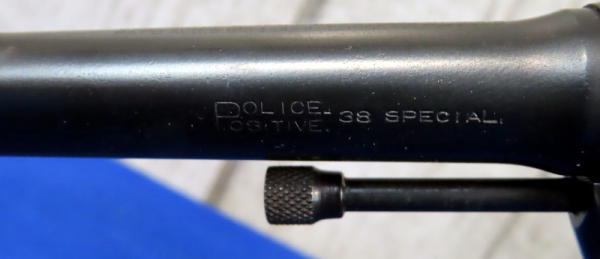 POLICE
POSITIVE. 38 SPECIAL.